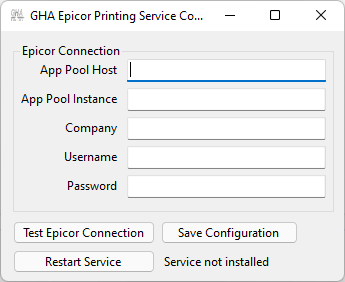 GHA GHA Epicor Printing Service Co...
Epicor Connection
App Pool Host
App Pool Instance
Company
Username
Password
Test Epicor Connection Save Configuration
Restart Service Service not installed